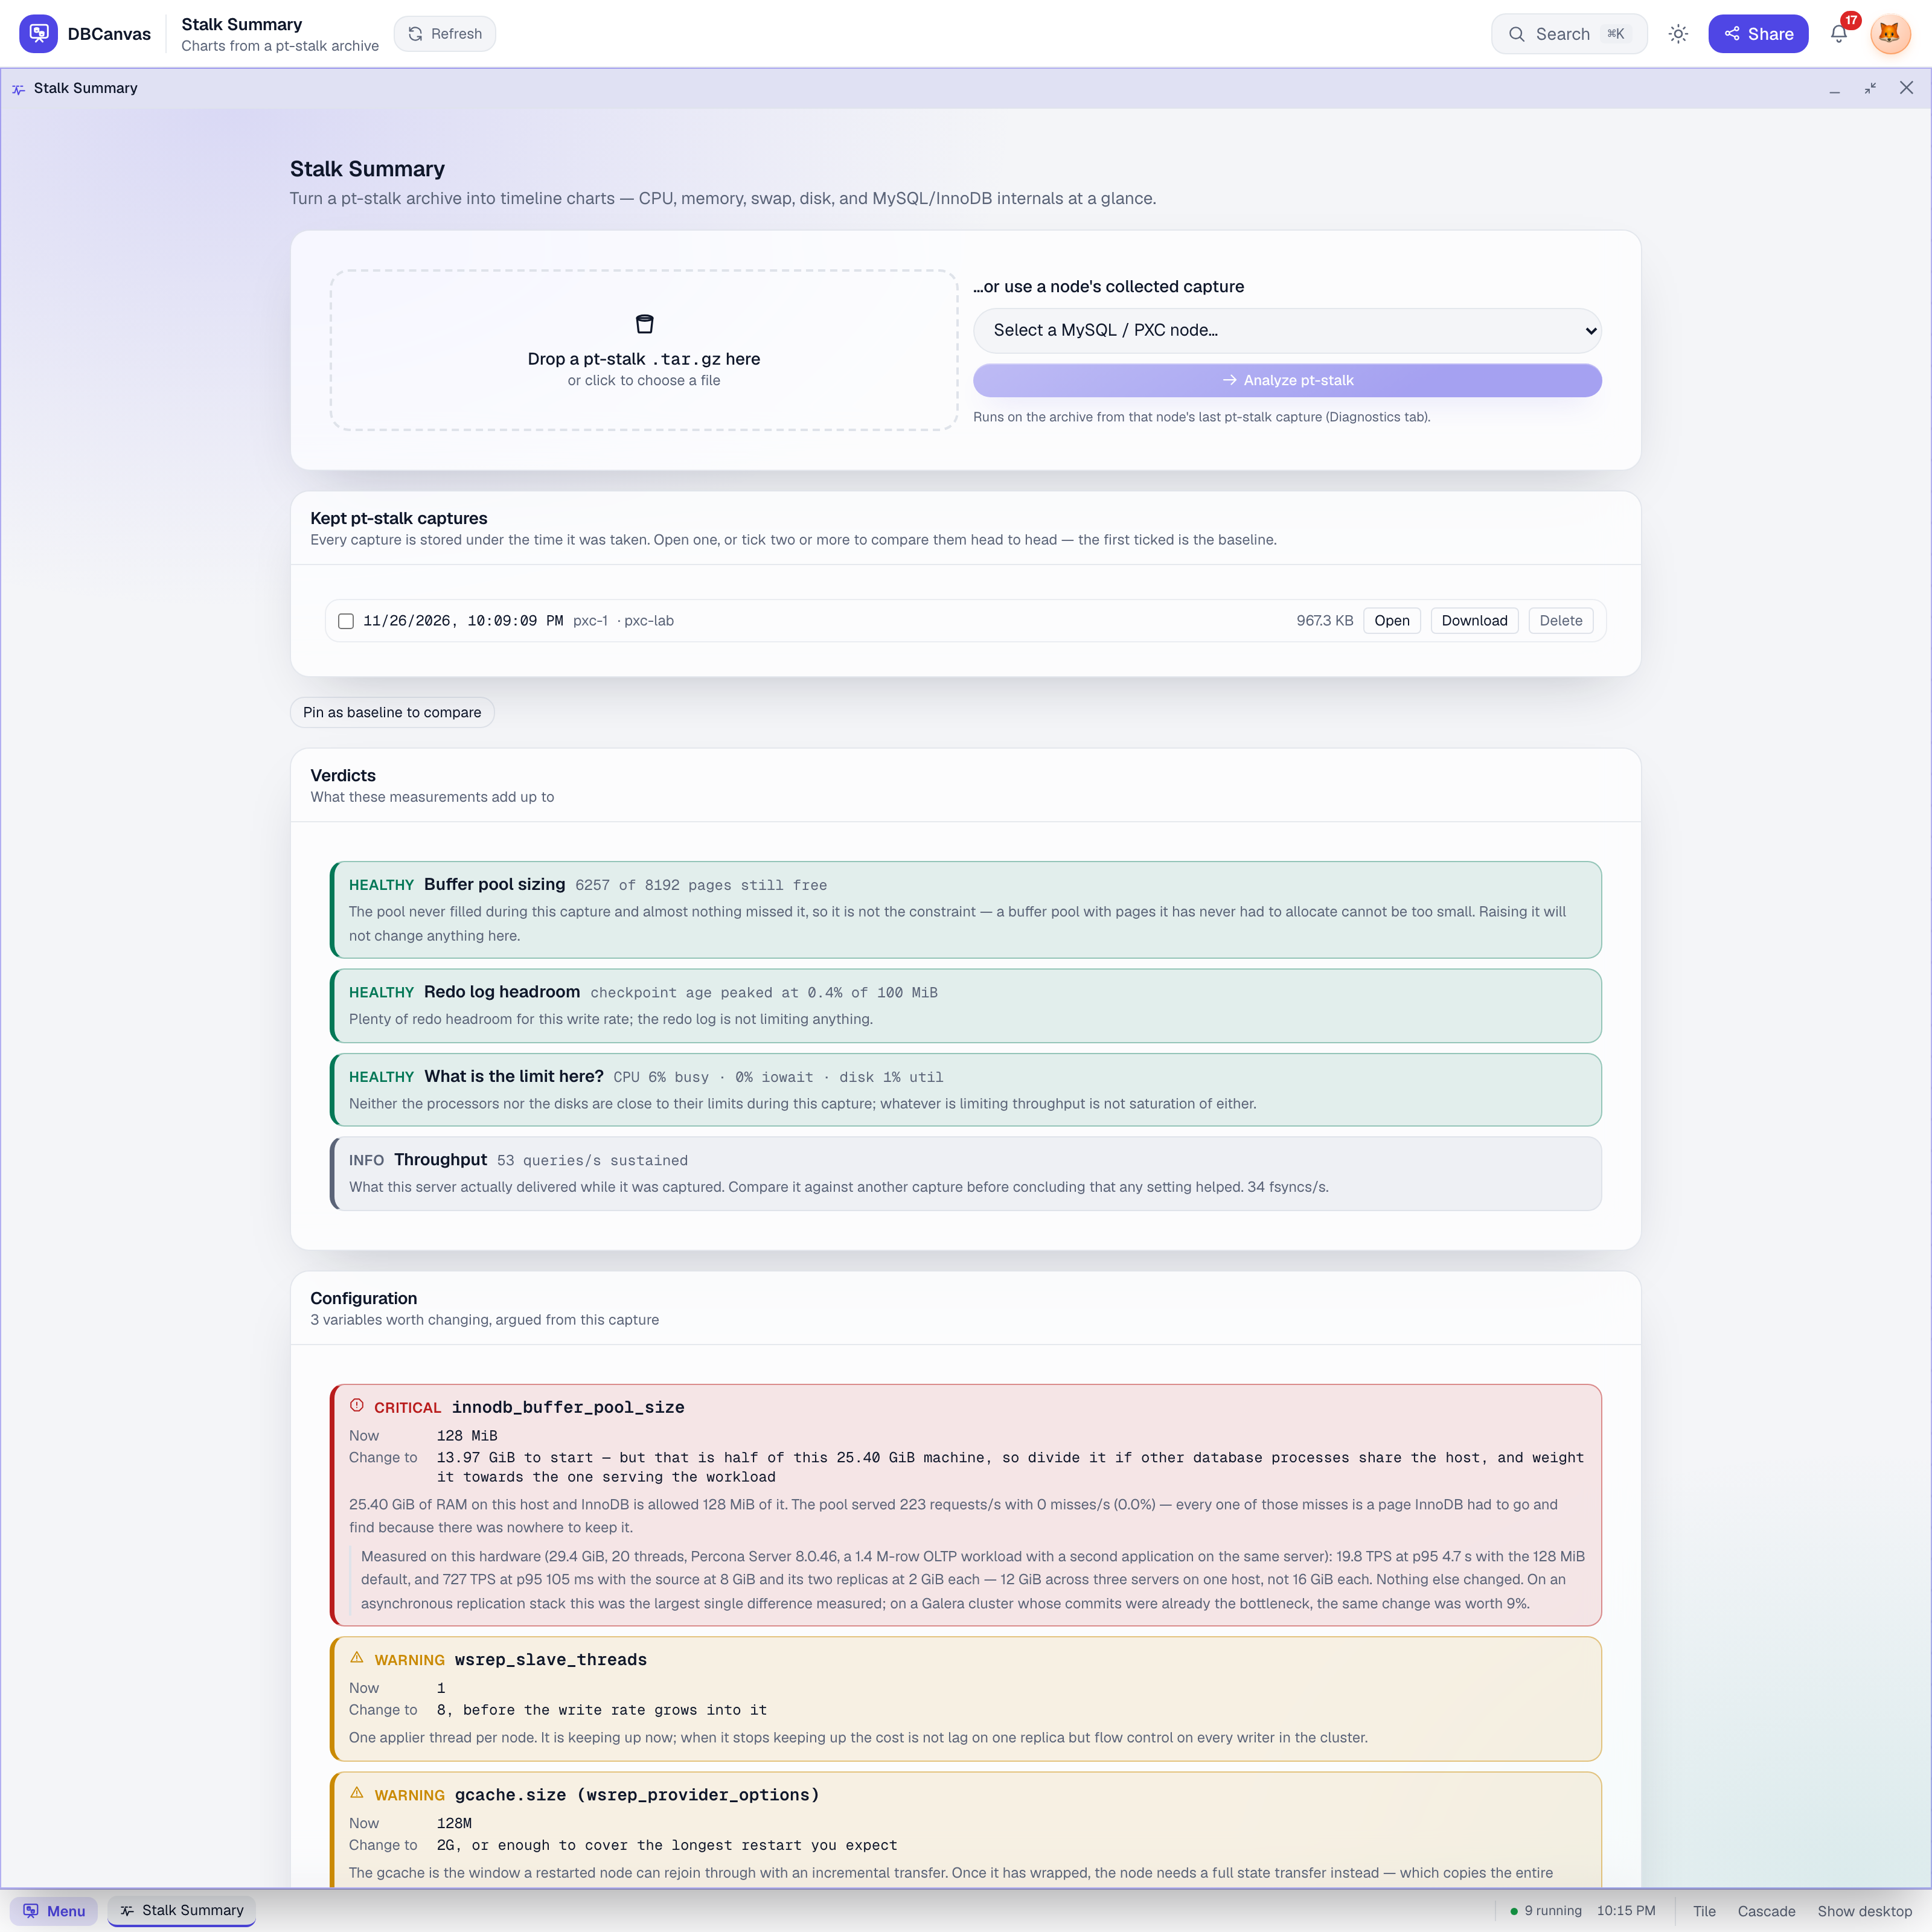 DBCanvas
Stalk Summary
Charts from a pt-stalk archive
Refresh
Search ⌘K
Share
17
Stalk Summary
Stalk Summary
Turn a pt-stalk archive into timeline charts — CPU, memory, swap, disk, and MySQL/InnoDB internals at a glance.
Drop a pt-stalk .tar.gz here
or click to choose a file
...or use a node's collected capture
Select a MySQL / PXC node...
Analyze pt-stalk
Runs on the archive from that node's last pt-stalk capture (Diagnostics tab).
Kept pt-stalk captures
Every capture is stored under the time it was taken. Open one, or tick two or more to compare them head to head — the first ticked is the baseline.
11/26/2026, 10:09:09 PM pxc-1 · pxc-lab 967.3 KB Open Download Delete
Pin as baseline to compare
Verdicts
What these measurements add up to
HEALTHY Buffer pool sizing 6257 of 8192 pages still free
The pool never filled during this capture and almost nothing missed it, so it is not the constraint — a buffer pool with pages it has never had to allocate cannot be too small. Raising it will
not change anything here.
HEALTHY Redo log headroom checkpoint age peaked at 0.4% of 100 MiB
Plenty of redo headroom for this write rate; the redo log is not limiting anything.
HEALTHY What is the limit here? CPU 6% busy · 0% iowait · disk 1% util
Neither the processors nor the disks are close to their limits during this capture; whatever is limiting throughput is not saturation of either.
INFO Throughput 53 queries/s sustained
What this server actually delivered while it was captured. Compare it against another capture before concluding that any setting helped. 34 fsyncs/s.
Configuration
3 variables worth changing, argued from this capture
CRITICAL innodb_buffer_pool_size
Now 128 MiB
Change to 13.97 GiB to start — but that is half of this 25.40 GiB machine, so divide it if other database processes share the host, and weight
it towards the one serving the workload
25.40 GiB of RAM on this host and InnoDB is allowed 128 MiB of it. The pool served 223 requests/s with 0 misses/s (0.0%) — every one of those misses is a page InnoDB had to go and
find because there was nowhere to keep it.
Measured on this hardware (29.4 GiB, 20 threads, Percona Server 8.0.46, a 1.4 M-row OLTP workload with a second application on the same server): 19.8 TPS at p95 4.7 s with the 128 MiB
default, and 727 TPS at p95 105 ms with the source at 8 GiB and its two replicas at 2 GiB each — 12 GiB across three servers on one host, not 16 GiB each. Nothing else changed. On an
asynchronous replication stack this was the largest single difference measured; on a Galera cluster whose commits were already the bottleneck, the same change was worth 9%.
WARNING wsrep_slave_threads
Now 1
Change to 8, before the write rate grows into it
One applier thread per node. It is keeping up now; when it stops keeping up the cost is not lag on one replica but flow control on every writer in the cluster.
WARNING gcache.size (wsrep_provider_options)
Now 128M
Change to 2G, or enough to cover the longest restart you expect
The gcache is the window a restarted node can rejoin through with an incremental transfer. Once it has wrapped, the node needs a full state transfer instead — which copies the entire
Menu
Stalk Summary
9 running
10:15 PM
Tile
Cascade
Show desktop